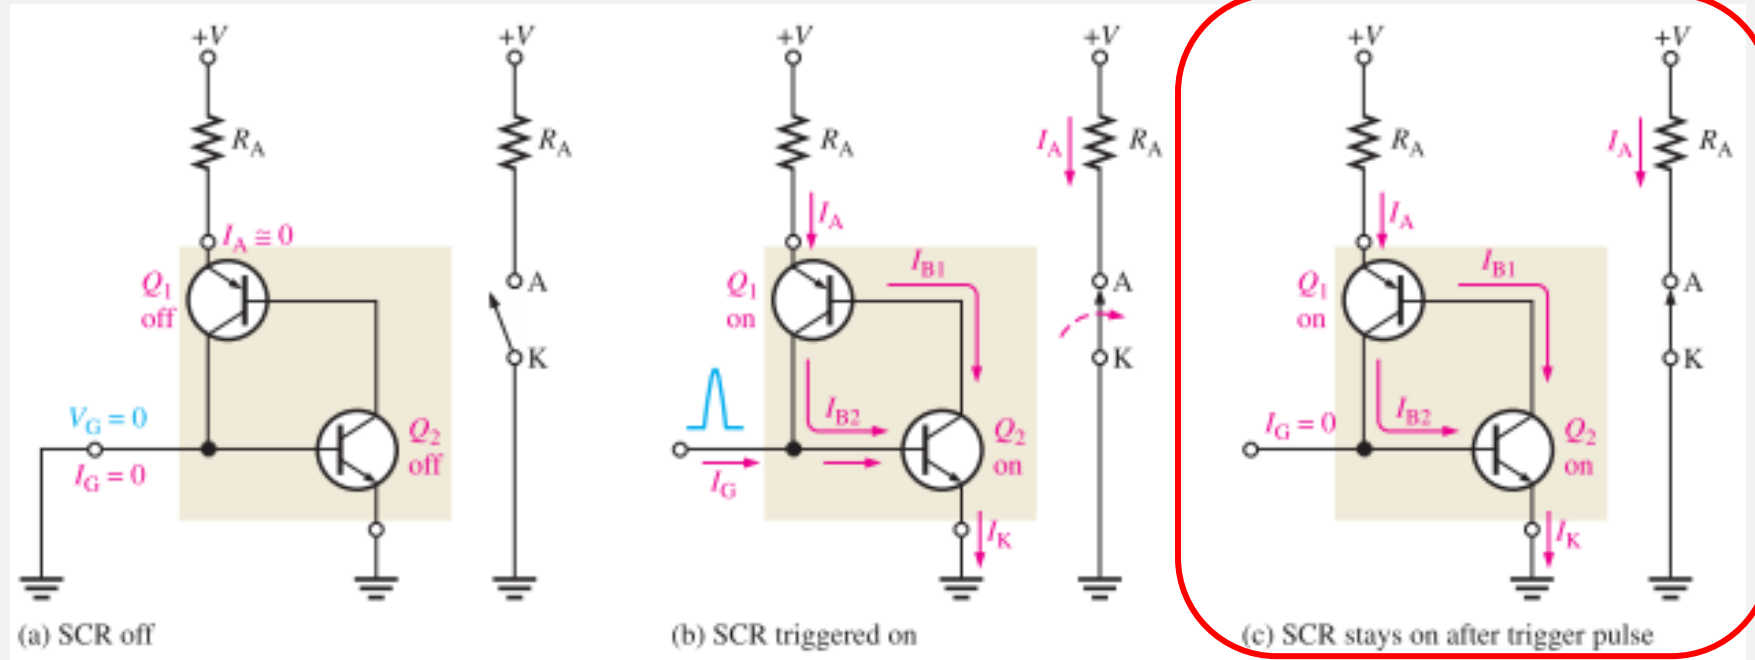 +V
R_A
I_A ≅ 0
Q_1
off
V_G = 0
I_G = 0
Q_2
off
+V
R_A
A
K
(a) SCR off
+V
R_A
I_A
Q_1
on
I_B1
I_B2
I_G
Q_2
on
I_K
+V
I_A
R_A
A
K
(b) SCR triggered on
+V
R_A
I_A
Q_1
on
I_B1
I_G = 0
I_B2
Q_2
on
I_K
+V
I_A
R_A
A
K
(c) SCR stays on after trigger pulse